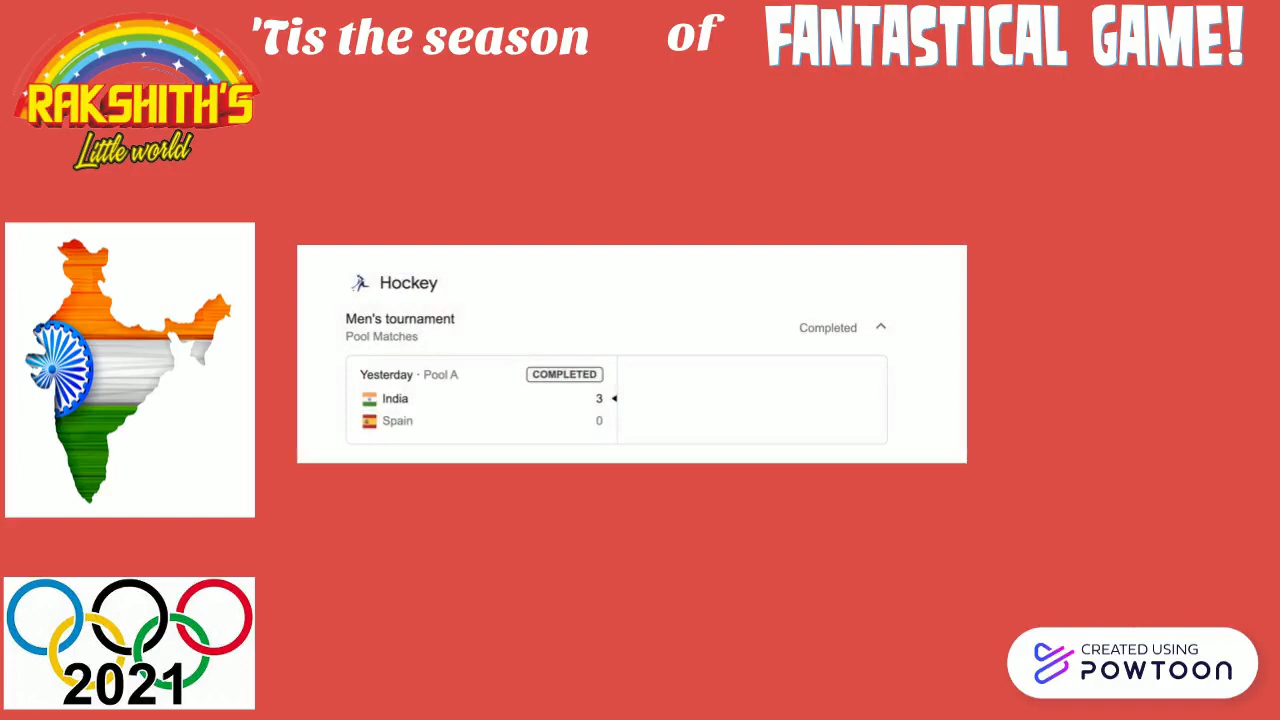 'Tis the season of FANTASTICAL GAME!
RAKSHITH'S
Little world
Hockey
Men's tournament
Pool Matches
Completed
Yesterday · Pool A COMPLETED
India 3
Spain 0
2021
CREATED USING
POWTOON